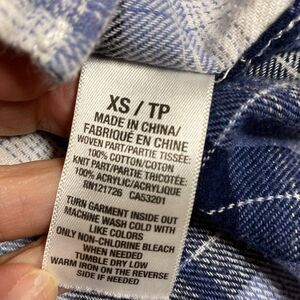 XS / TP
MADE IN CHINA/
FABRIQUÉ EN CHINE
WOVEN PART/PARTIE TISSÉE:
100% COTTON/COTON
KNIT PART/PARTIE TRICOTÉE:
100% ACRYLIC/ACRYLIQUE
RN121726 CA53201
TURN GARMENT INSIDE OUT
MACHINE WASH COLD WITH
LIKE COLORS
ONLY NON-CHLORINE BLEACH
WHEN NEEDED
TUMBLE DRY LOW
WARM IRON ON THE REVERSE
SIDE IF NEEDED